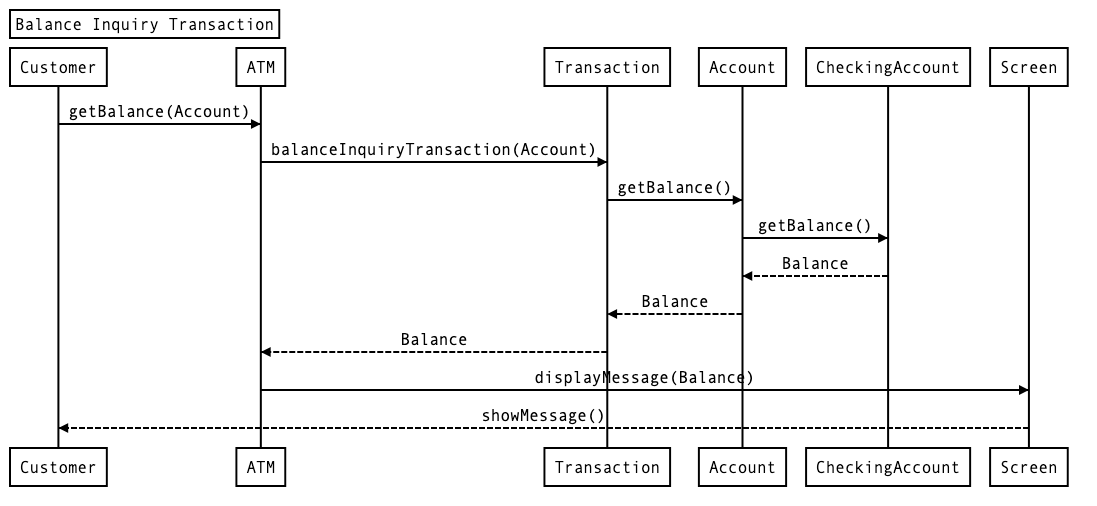 Balance Inquiry Transaction
Customer ATM Transaction Account CheckingAccount Screen
getBalance(Account)
balanceInquiryTransaction(Account)
getBalance()
getBalance()
Balance
Balance
Balance
displayMessage(Balance)
showMessage()
Customer ATM Transaction Account CheckingAccount Screen